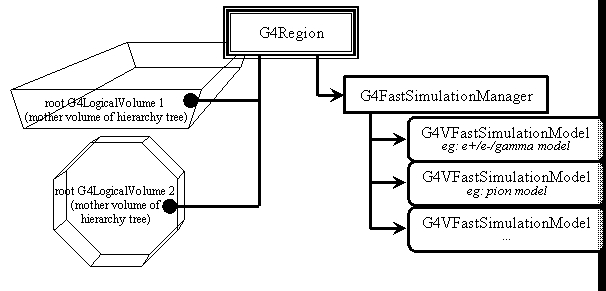 G4Region
root G4LogicalVolume 1
(mother volume of hierarchy tree)
G4FastSimulationManager
G4VFastSimulationModel
eg: e+/e-/gamma model
G4VFastSimulationModel
eg: pion model
root G4LogicalVolume 2
(mother volume of
hierarchy tree)
G4VFastSimulationModel
...